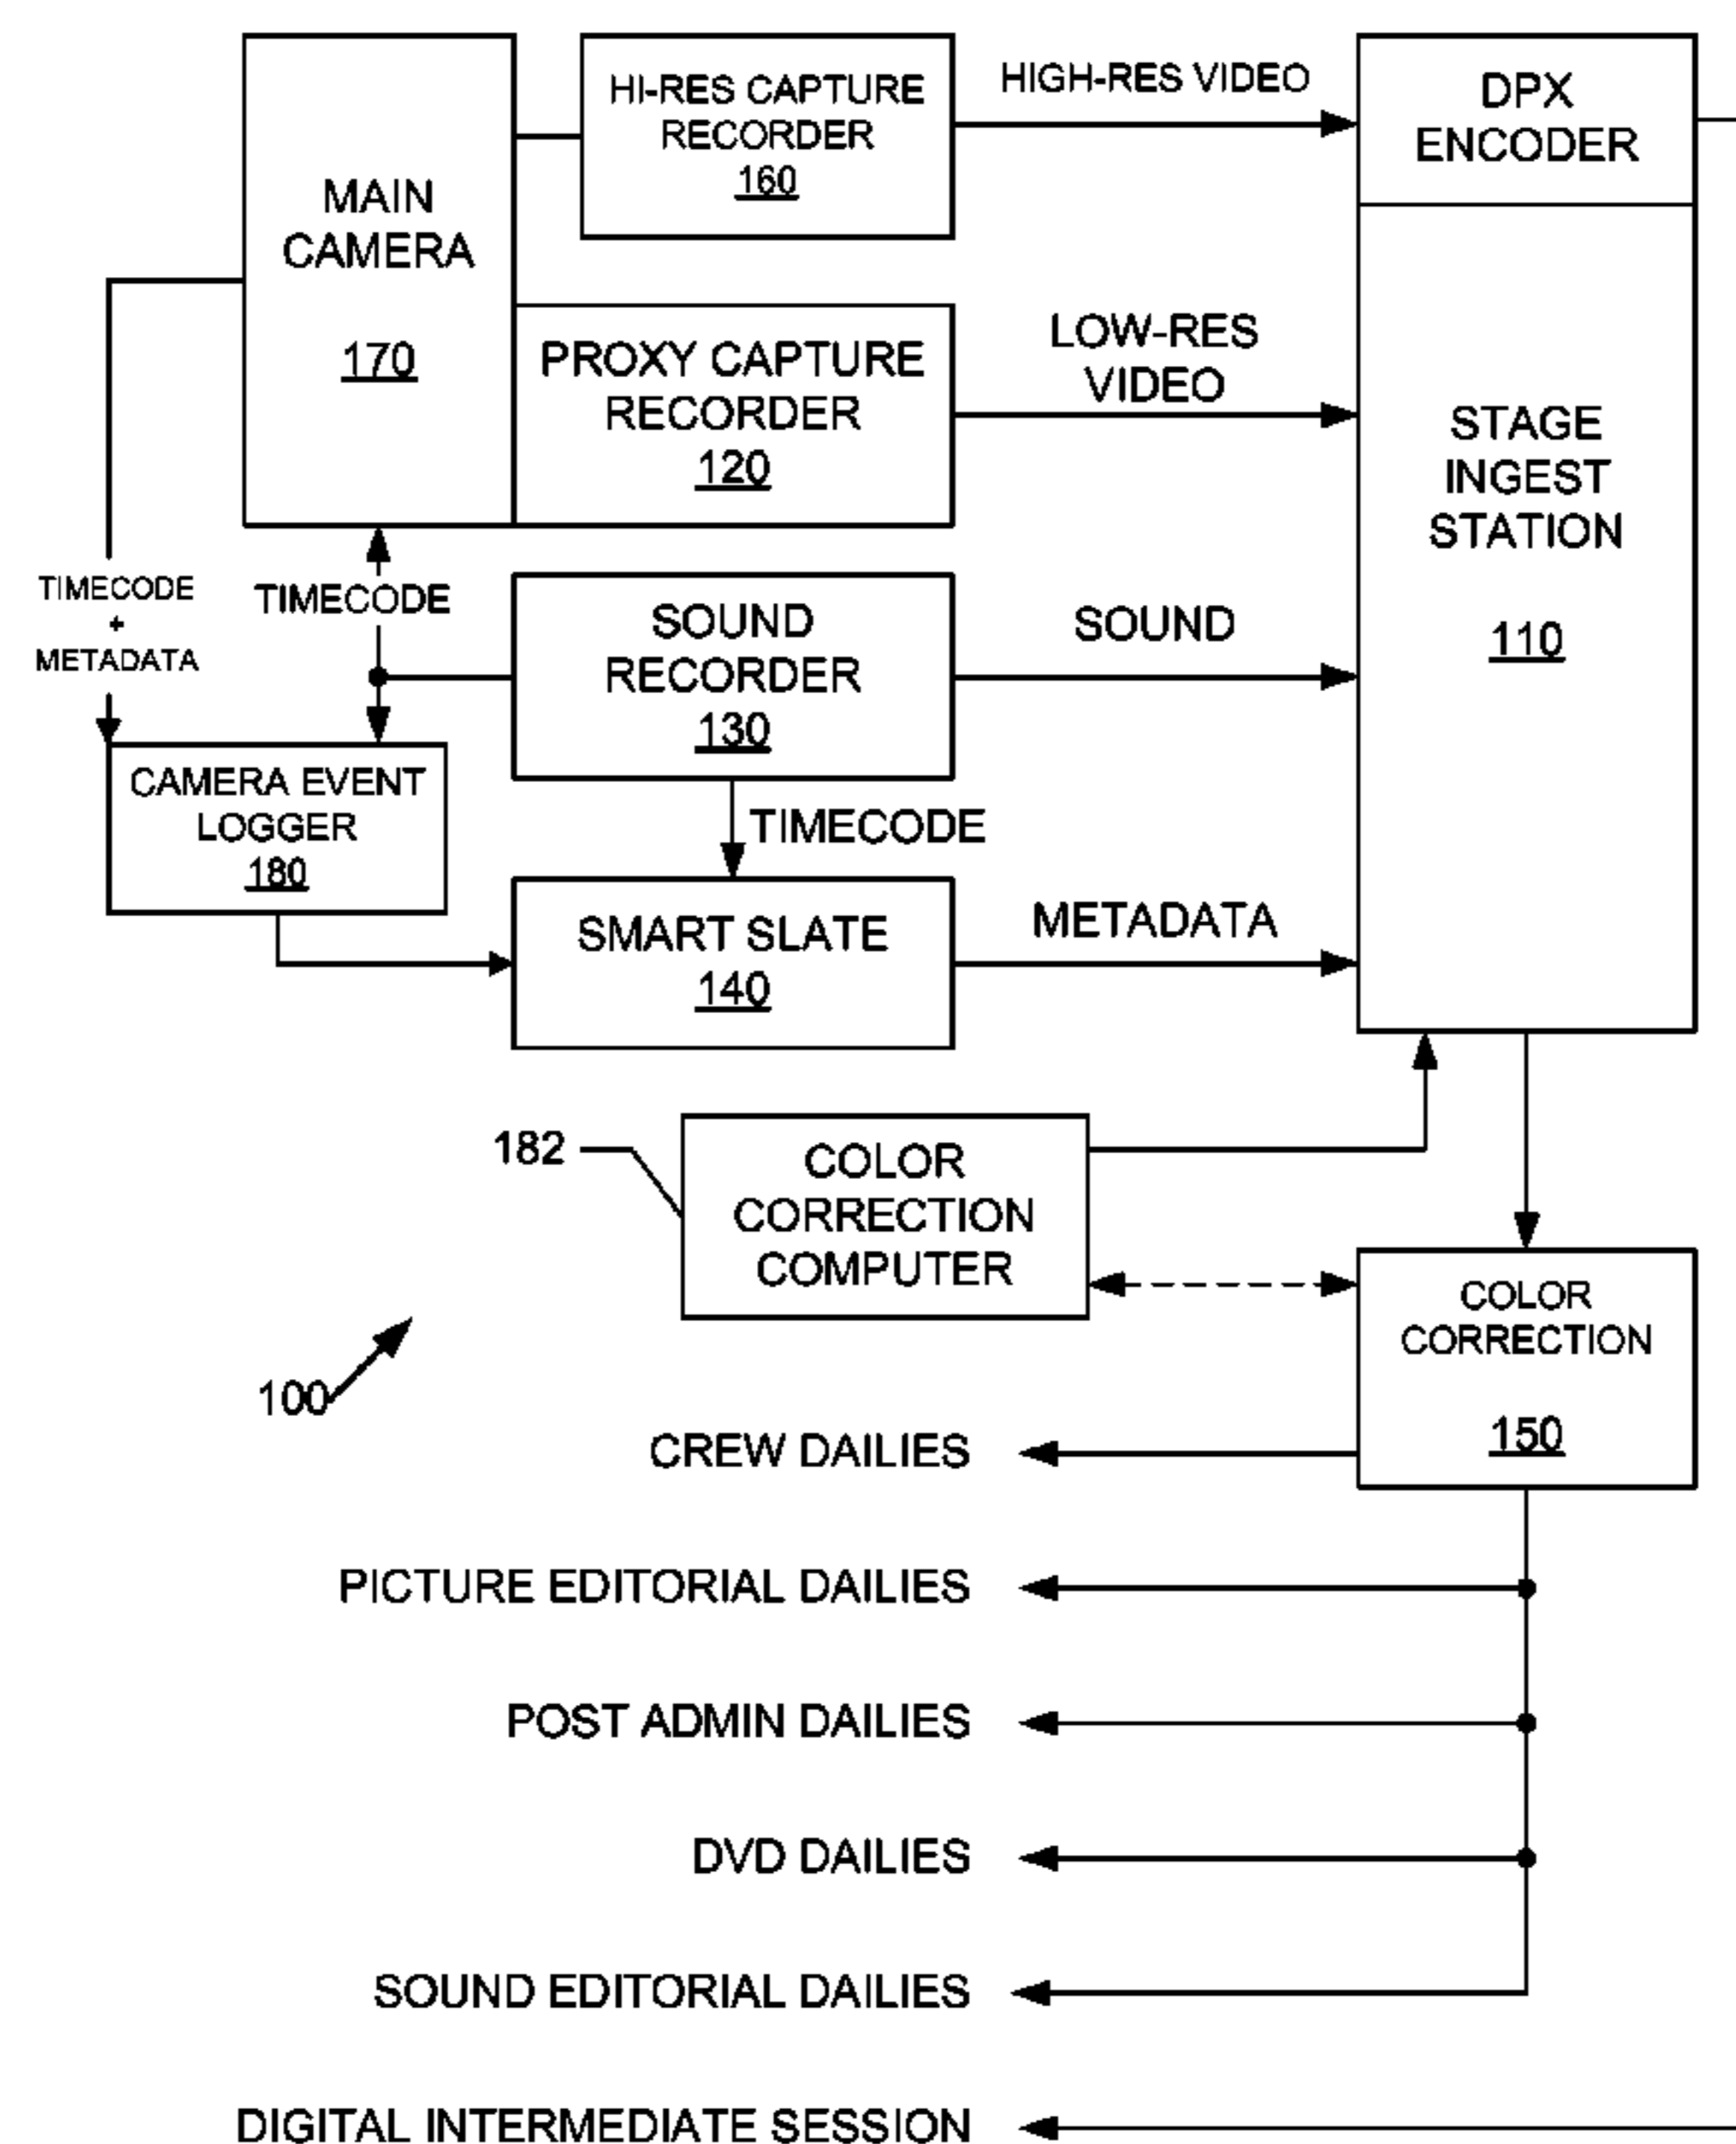 MAIN
CAMERA
170
HI-RES CAPTURE
RECORDER
160
HIGH-RES VIDEO
DPX
ENCODER
PROXY CAPTURE
RECORDER
120
LOW-RES
VIDEO
STAGE
INGEST
STATION
110
TIMECODE
+
METADATA
TIMECODE
SOUND
RECORDER
130
SOUND
CAMERA EVENT
LOGGER
180
TIMECODE
SMART SLATE
140
METADATA
182
COLOR
CORRECTION
COMPUTER
COLOR
CORRECTION
150
100
CREW DAILIES
PICTURE EDITORIAL DAILIES
POST ADMIN DAILIES
DVD DAILIES
SOUND EDITORIAL DAILIES
DIGITAL INTERMEDIATE SESSION